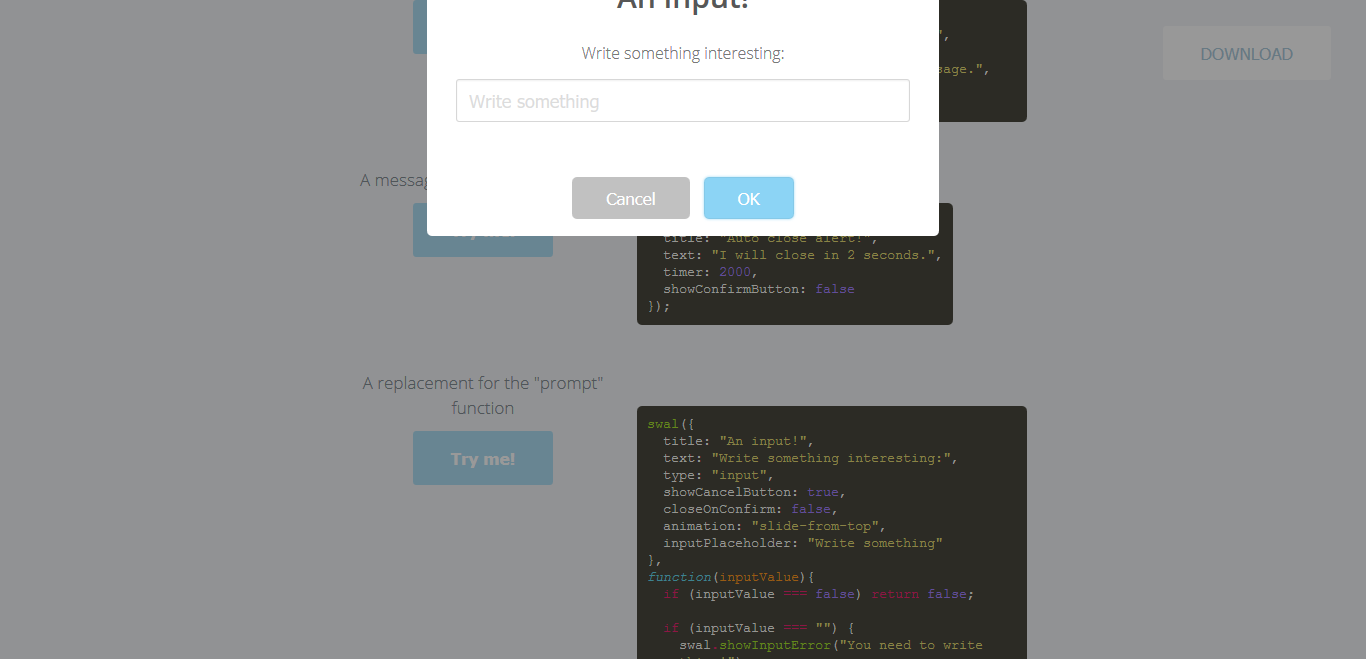 An input!
Write something interesting:
Write something
Cancel
OK
",
sage.",
DOWNLOAD
A messag
title: "Auto close alert!",
text: "I will close in 2 seconds.",
timer: 2000,
showConfirmButton: false
});
A replacement for the "prompt"
function
Try me!
swal({
title: "An input!",
text: "Write something interesting:",
type: "input",
showCancelButton: true,
closeOnConfirm: false,
animation: "slide-from-top",
inputPlaceholder: "Write something"
},
function(inputValue){
if (inputValue === false) return false;
if (inputValue === "") {
swal.showInputError("You need to write